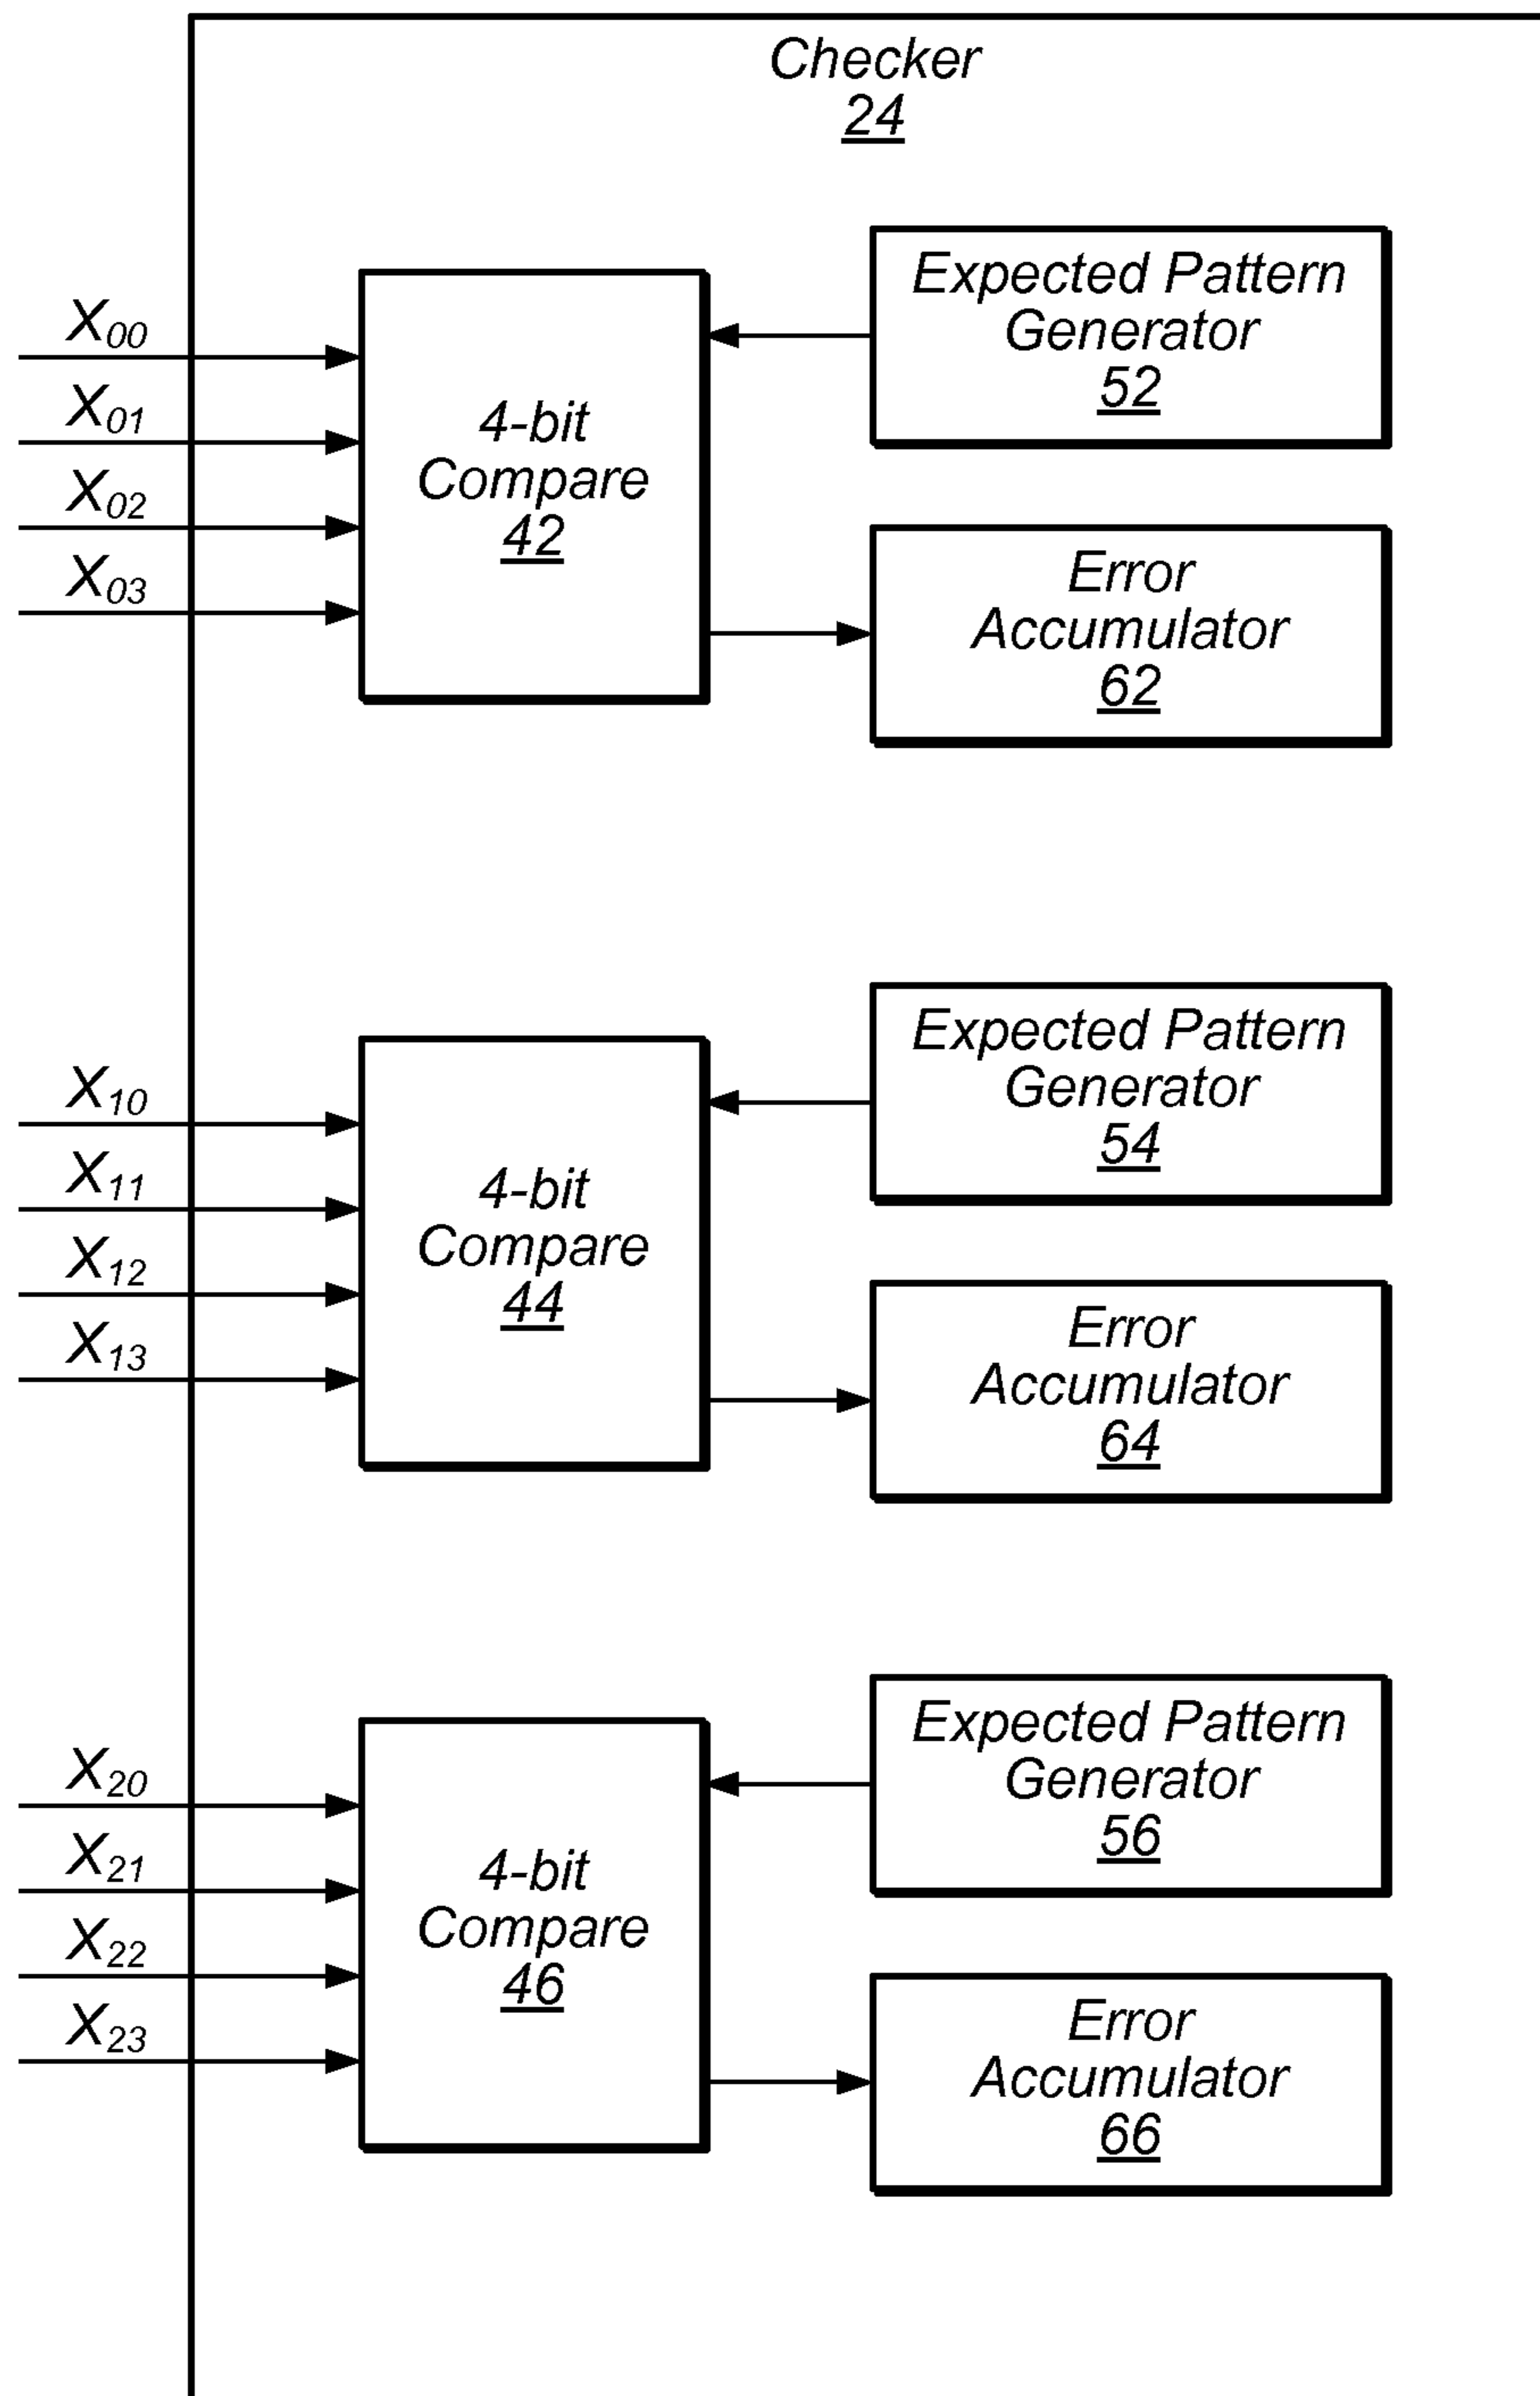 Checker
24
Expected Pattern
Generator
52
X00
X01
X02
X03
4-bit
Compare
42
Error
Accumulator
62
Expected Pattern
Generator
54
X10
X11
X12
X13
4-bit
Compare
44
Error
Accumulator
64
Expected Pattern
Generator
56
X20
X21
X22
X23
4-bit
Compare
46
Error
Accumulator
66